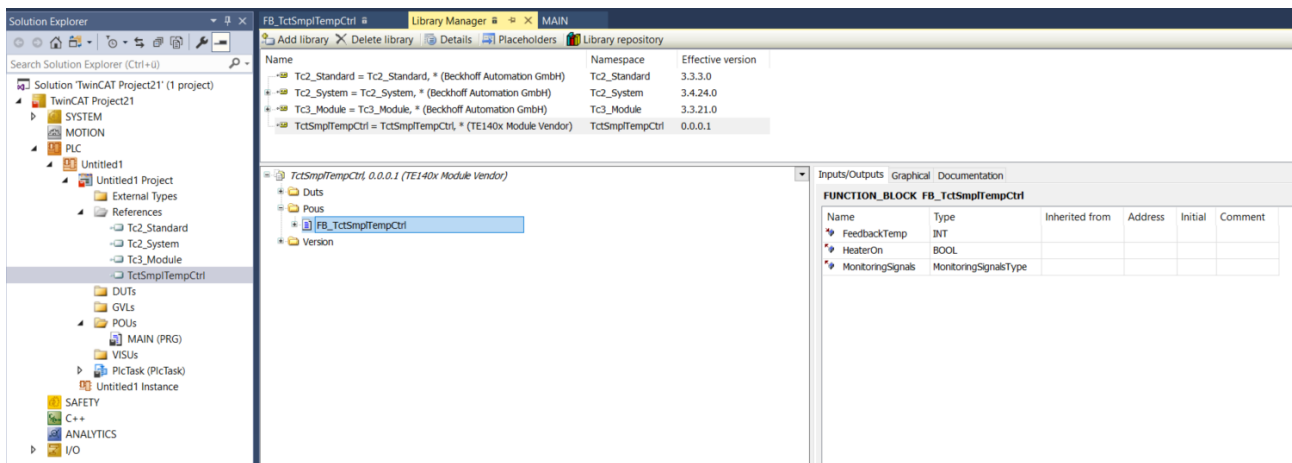 Solution Explorer
Search Solution Explorer (Ctrl+ü)
Solution 'TwinCAT Project21' (1 project)
TwinCAT Project21
SYSTEM
MOTION
PLC
Untitled1
Untitled1 Project
External Types
References
Tc2_Standard
Tc2_System
Tc3_Module
TctSmplTempCtrl
DUTs
GVLs
POUs
MAIN (PRG)
VISUs
PlcTask (PlcTask)
Untitled1 Instance
SAFETY
C++
ANALYTICS
I/O
FB_TctSmplTempCtrl Library Manager MAIN
Add library Delete library Details Placeholders Library repository
Name Namespace Effective version
Tc2_Standard = Tc2_Standard, * (Beckhoff Automation GmbH) Tc2_Standard 3.3.3.0
Tc2_System = Tc2_System, * (Beckhoff Automation GmbH) Tc2_System 3.4.24.0
Tc3_Module = Tc3_Module, * (Beckhoff Automation GmbH) Tc3_Module 3.3.21.0
TctSmplTempCtrl = TctSmplTempCtrl, * (TE140x Module Vendor) TctSmplTempCtrl 0.0.0.1
TctSmplTempCtrl, 0.0.0.1 (TE140x Module Vendor)
Duts
Pous
FB_TctSmplTempCtrl
Version
Inputs/Outputs Graphical Documentation
FUNCTION_BLOCK FB_TctSmplTempCtrl
Name Type Inherited from Address Initial Comment
FeedbackTemp INT
HeaterOn BOOL
MonitoringSignals MonitoringSignalsType